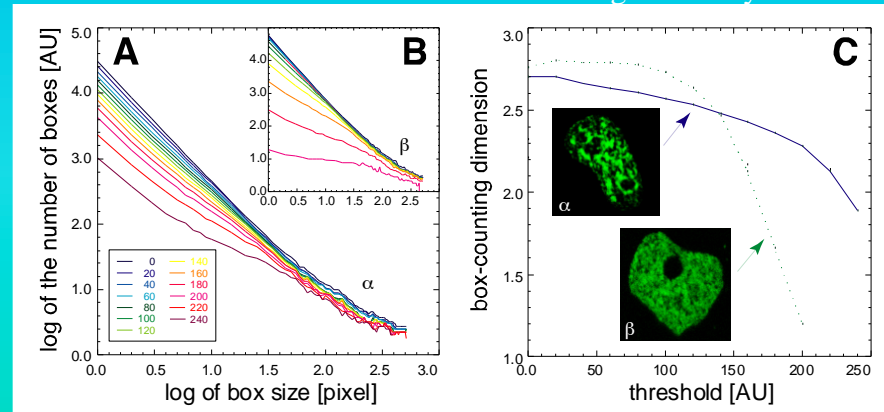 A
B
C
log of the number of boxes [AU]
5.0
4.0
3.0
2.0
1.0
0.0
0.0 0.5 1.0 1.5 2.0 2.5 3.0
log of box size [pixel]
α
0 140
20 160
40 180
60 200
80 220
100 240
120
4.0
3.0
2.0
1.0
0.0
0.0 0.5 1.0 1.5 2.0 2.5
β
box-counting dimension
3.0
2.5
2.0
1.5
1.0
0 50 100 150 200 250
threshold [AU]
α
β